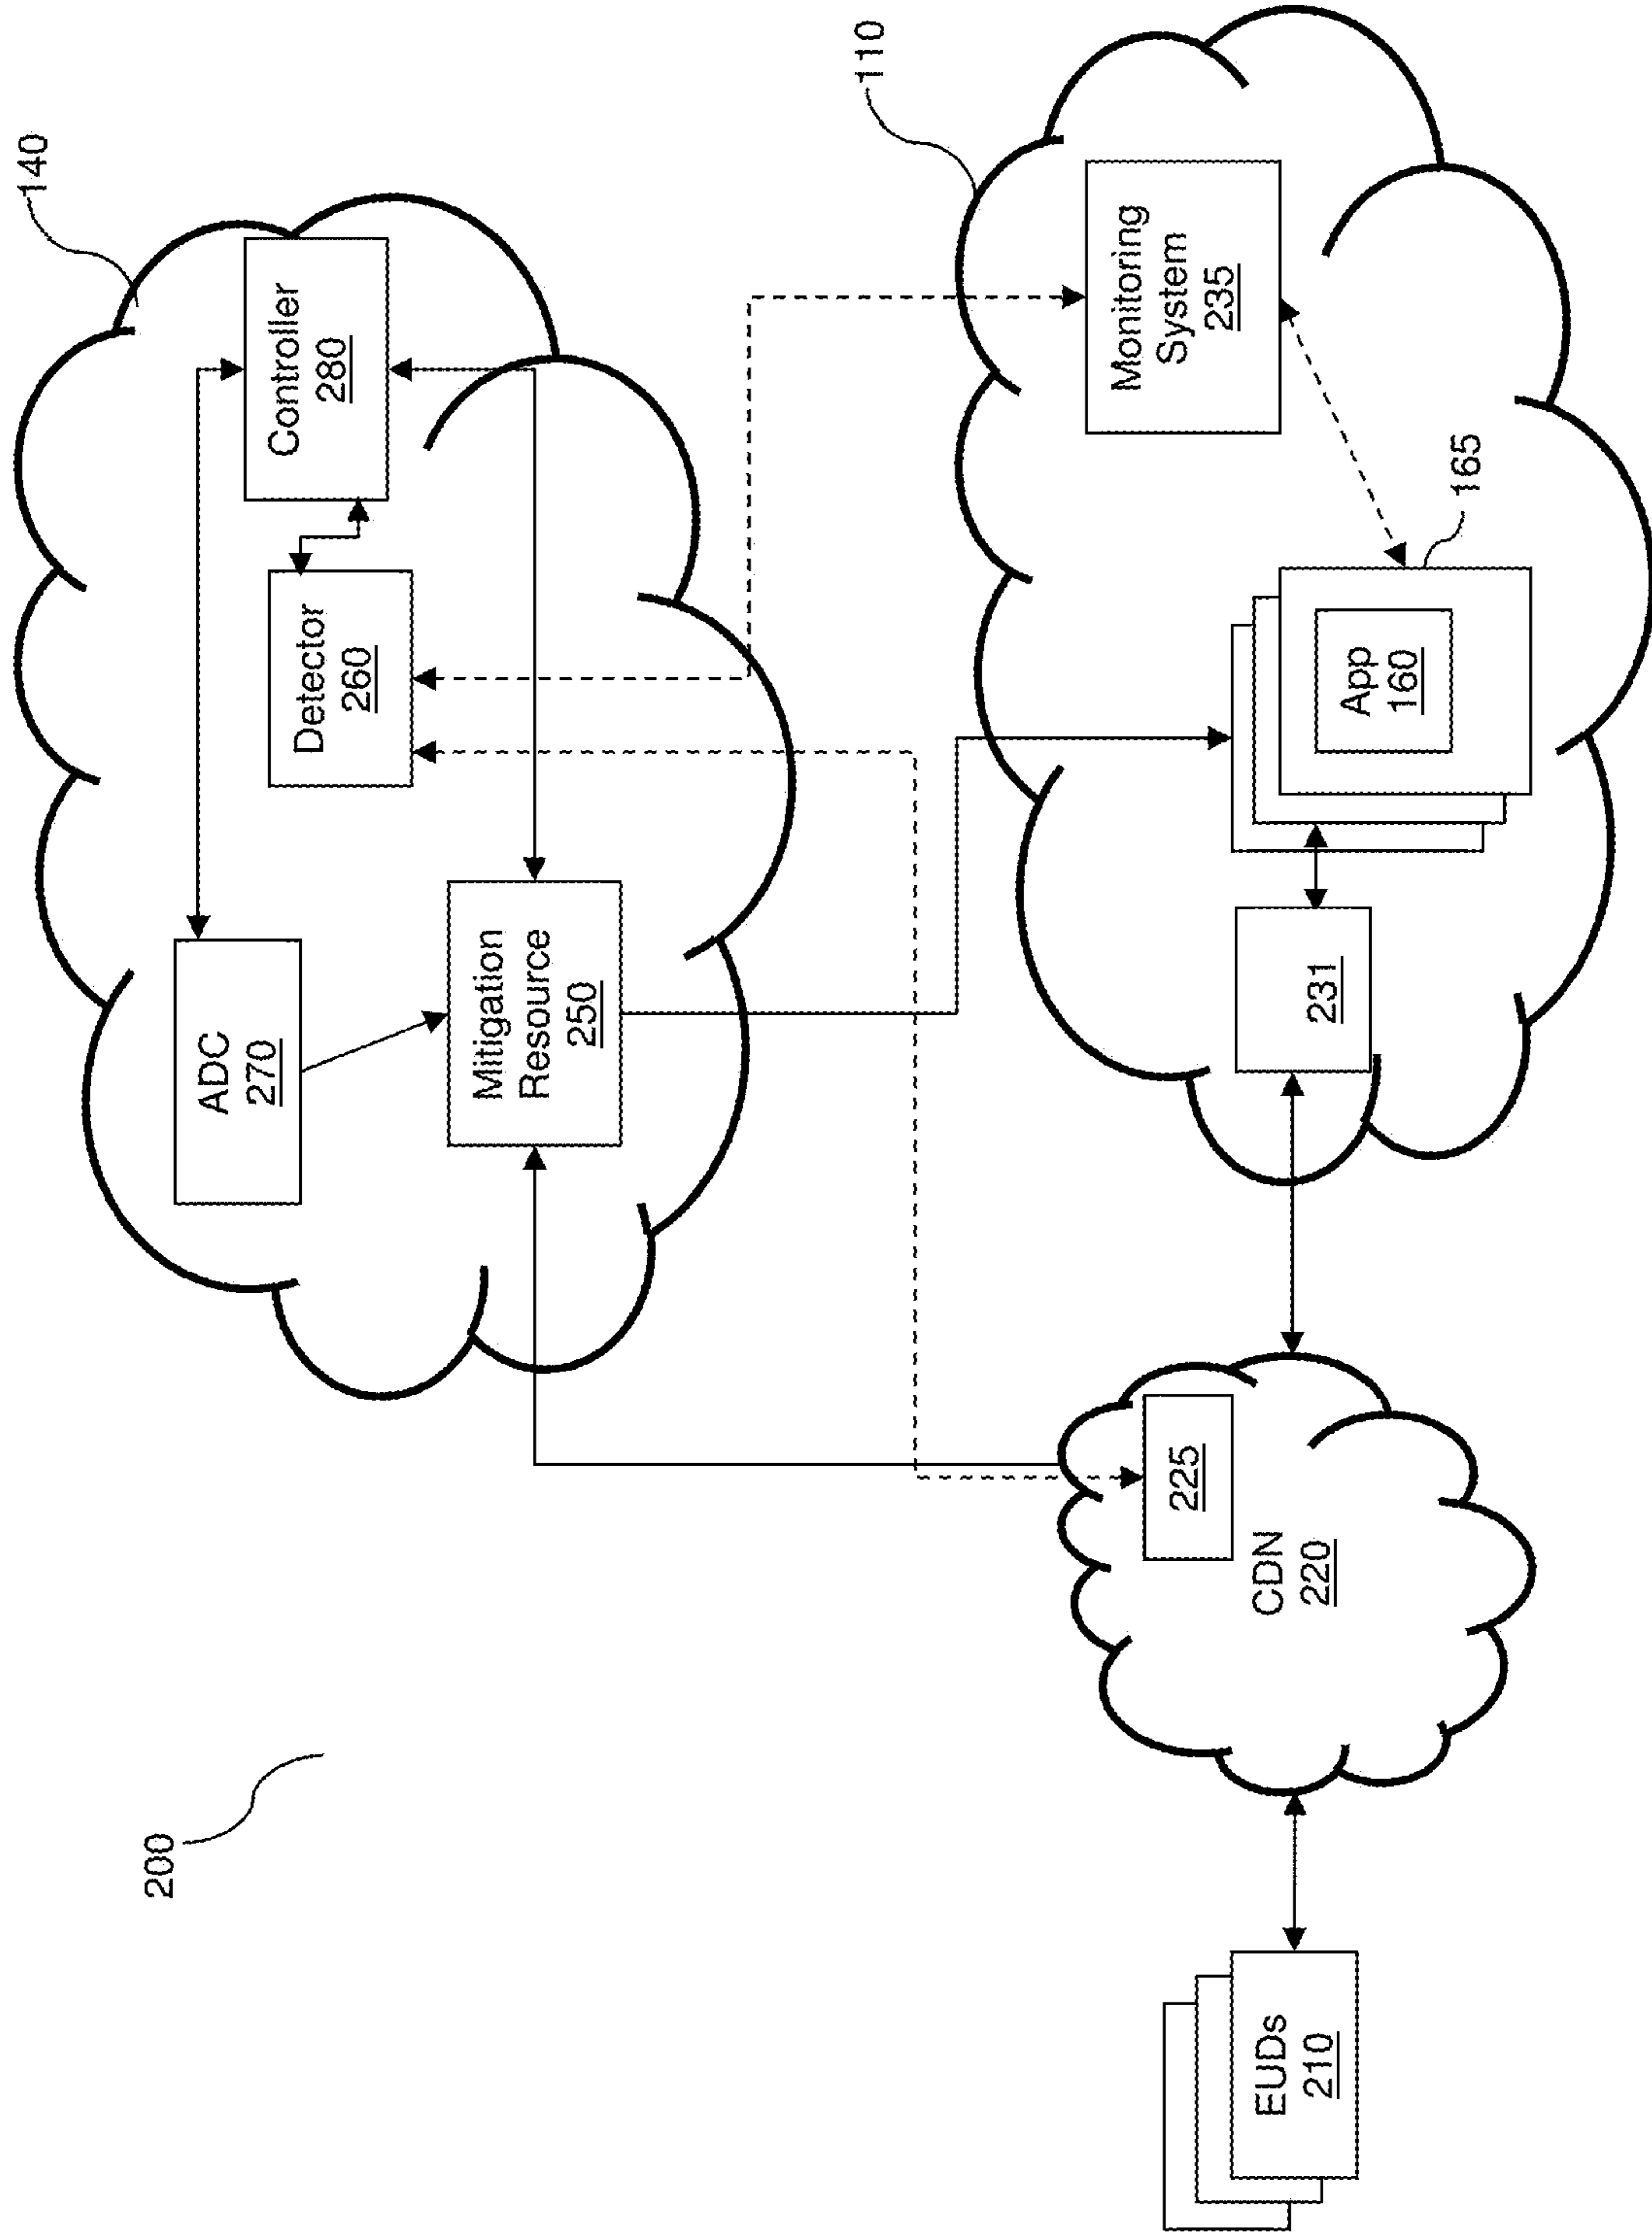 200
140
ADC
270
Detector
260
Controller
280
Mitigation
Resource
250
110
Monitoring
System
235
225
CDN
220
231
App
160
165
EUDs
210